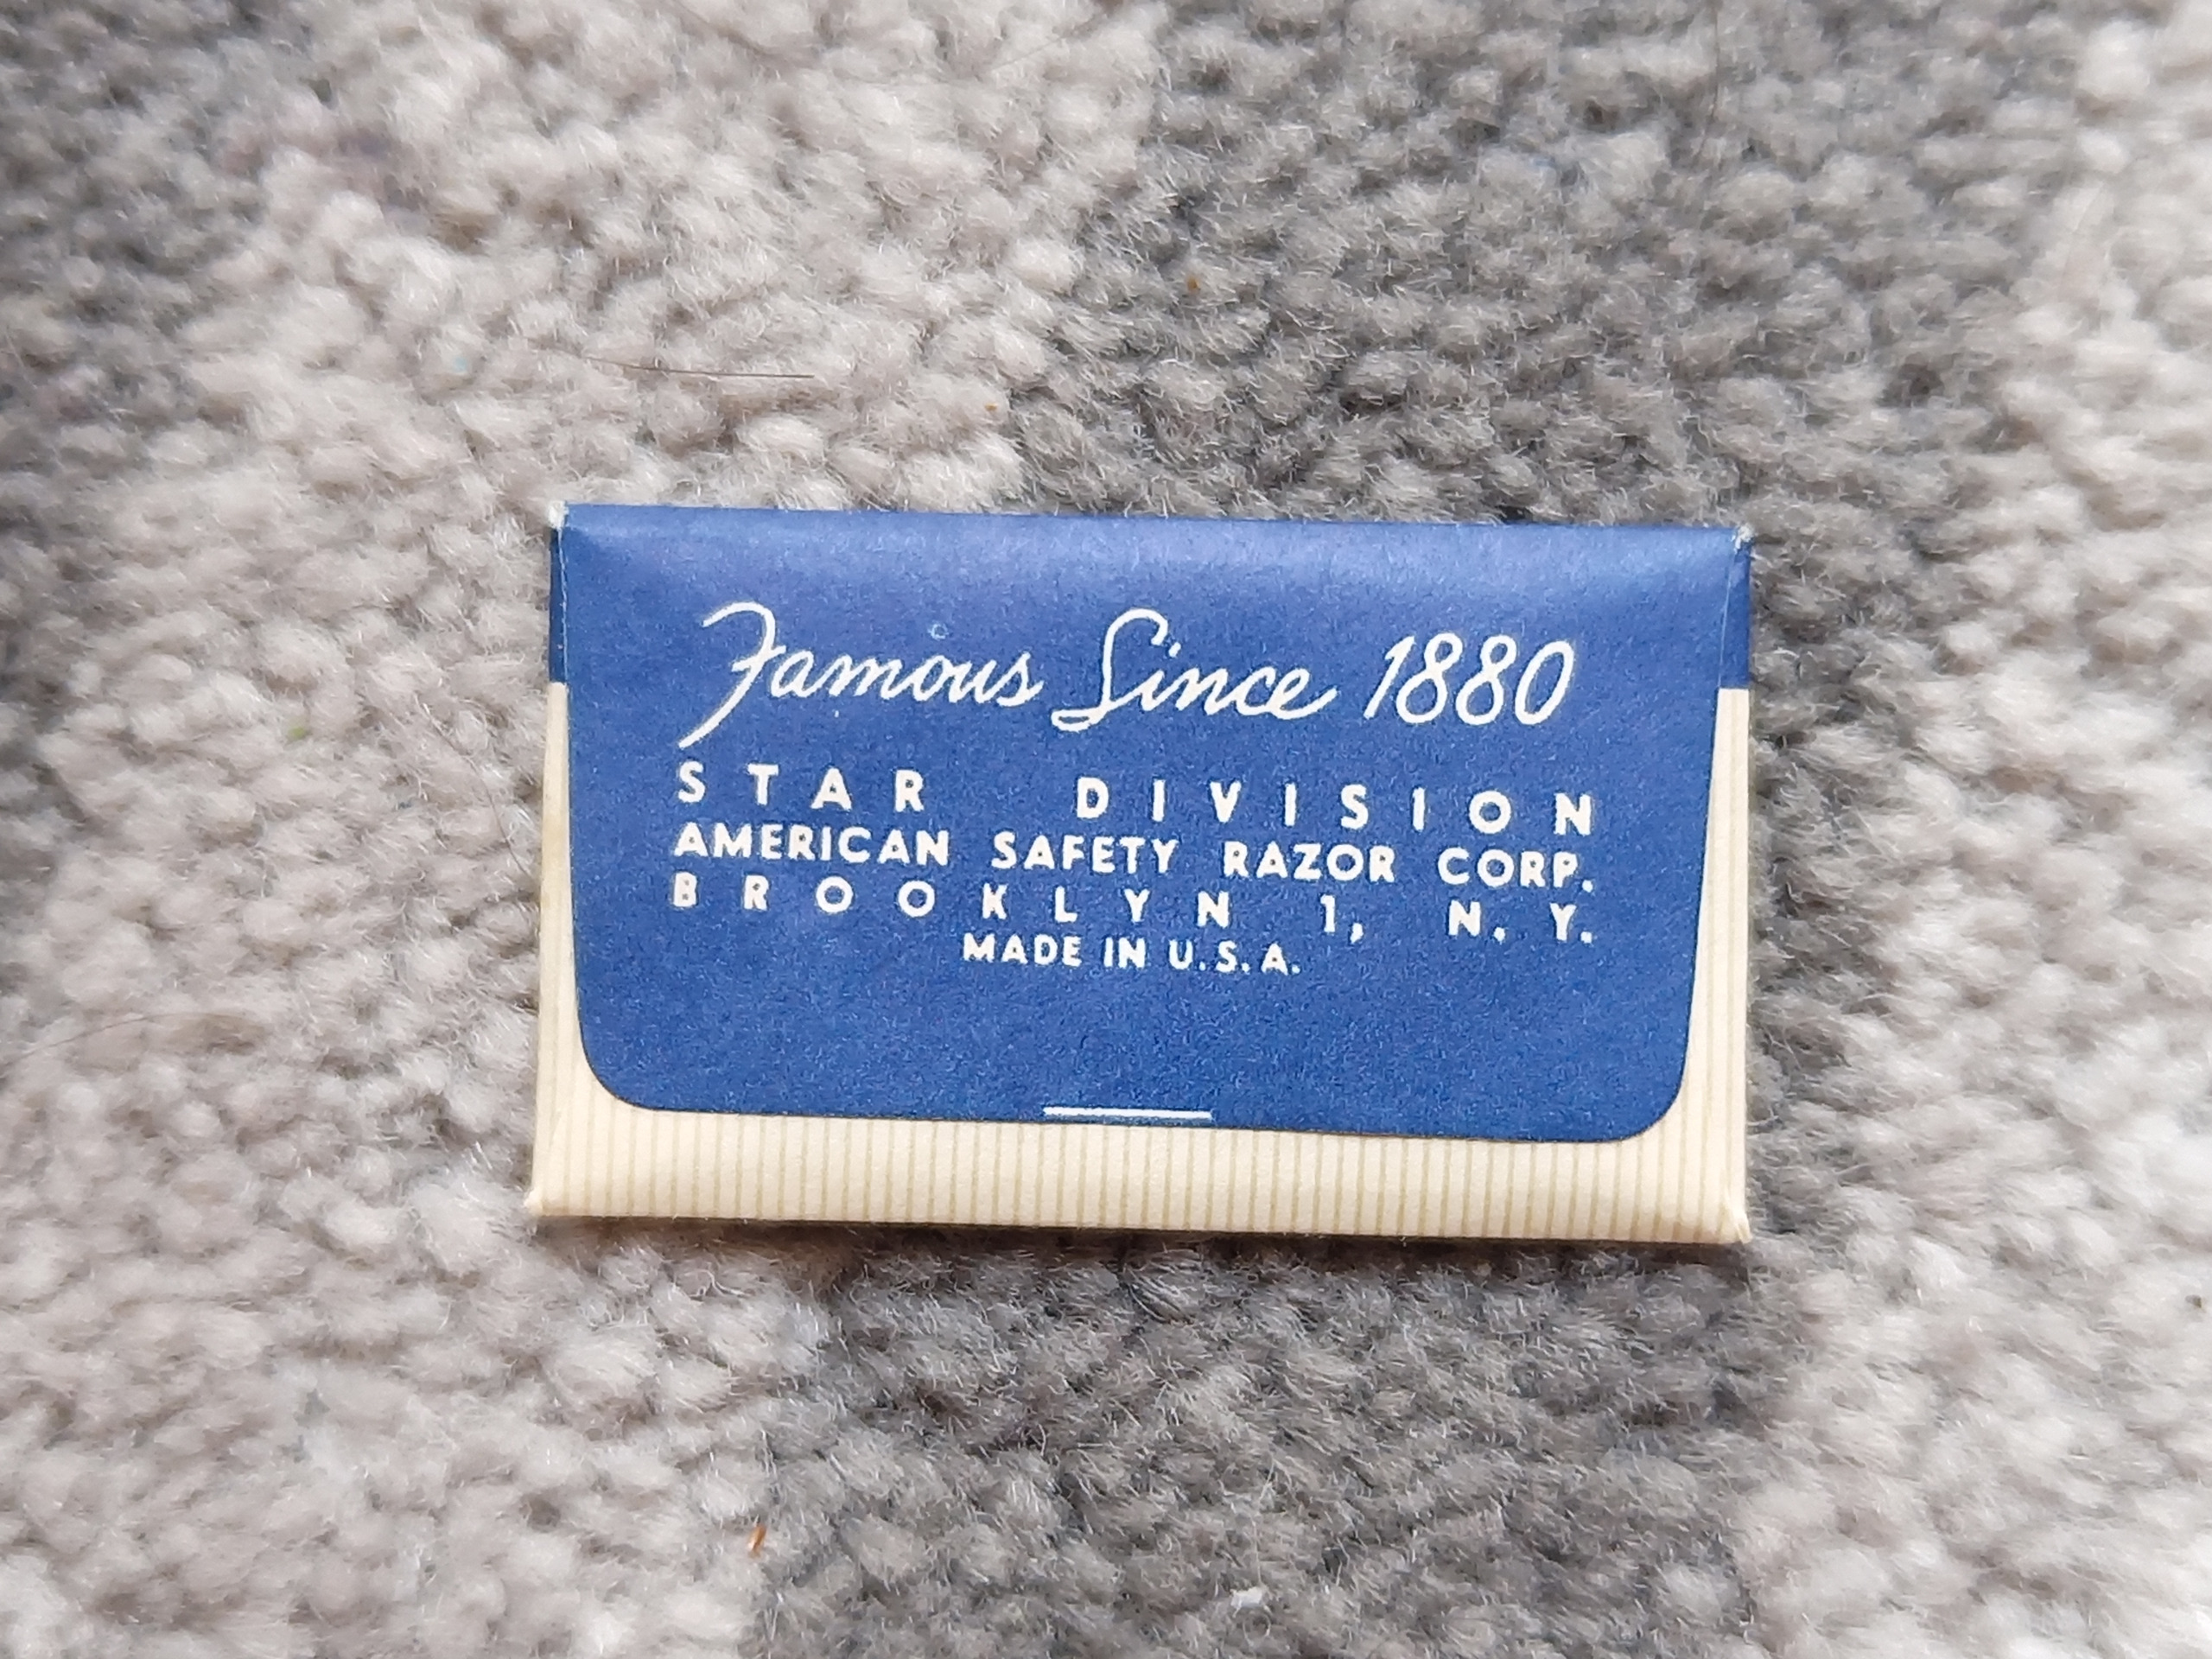 Famous Since 1880
STAR DIVISION
AMERICAN SAFETY RAZOR CORP.
BROOKLYN 1, N.Y.
MADE IN U.S.A.